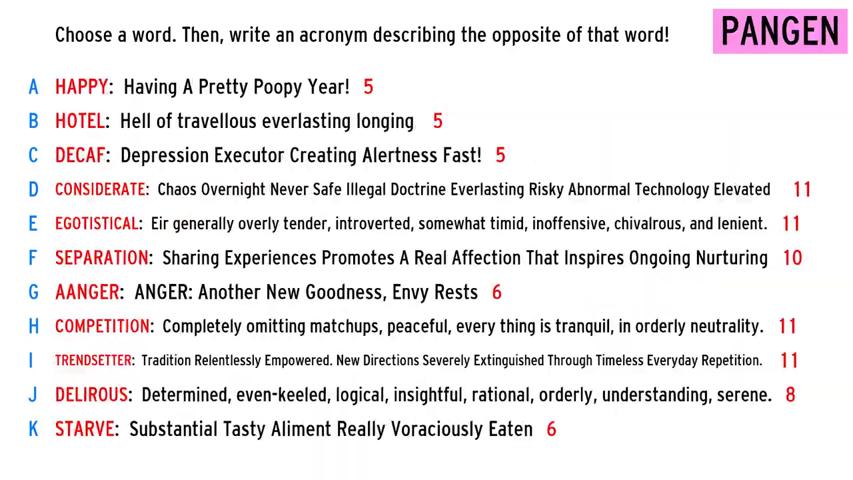 Choose a word. Then, write an acronym describing the opposite of that word!
PANGEN
A HAPPY: Having A Pretty Poopy Year! 5
B HOTEL: Hell of travellous everlasting longing 5
C DECAF: Depression Executor Creating Alertness Fast! 5
D CONSIDERATE: Chaos Overnight Never Safe Illegal Doctrine Everlasting Risky Abnormal Technology Elevated 11
E EGOTISTICAL: Eir generally overly tender, introverted, somewhat timid, inoffensive, chivalrous, and lenient. 11
F SEPARATION: Sharing Experiences Promotes A Real Affection That Inspires Ongoing Nurturing 10
G AANGER: ANGER: Another New Goodness, Envy Rests 6
H COMPETITION: Completely omitting matchups, peaceful, every thing is tranquil, in orderly neutrality. 11
I TRENDSETTER: Tradition Relentlessly Empowered. New Directions Severely Extinguished Through Timeless Everyday Repetition. 11
J DELIROUS: Determined, even-keeled, logical, insightful, rational, orderly, understanding, serene. 8
K STARVE: Substantial Tasty Aliment Really Voraciously Eaten 6